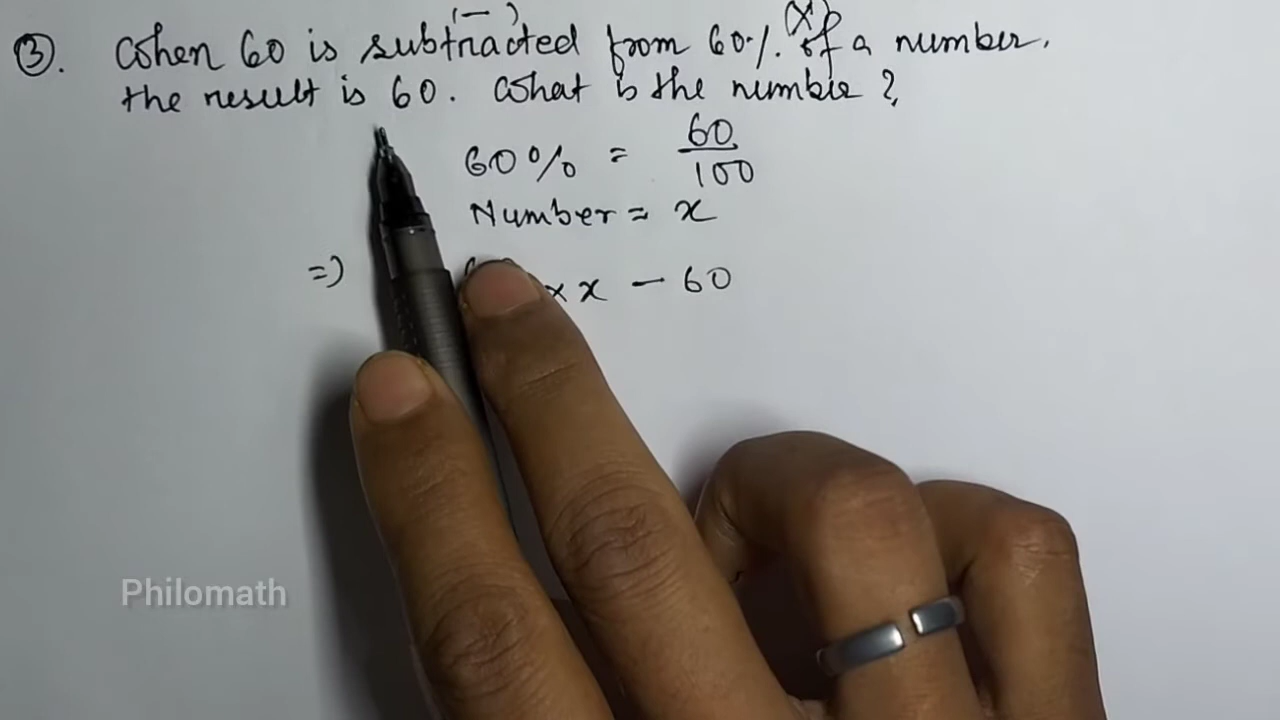 (—) (x)
3. When 60 is subtracted from 60%. of a number.
the result is 60. What is the number ?
60% = 60/100
Number = x
=) x x — 60
Philomath